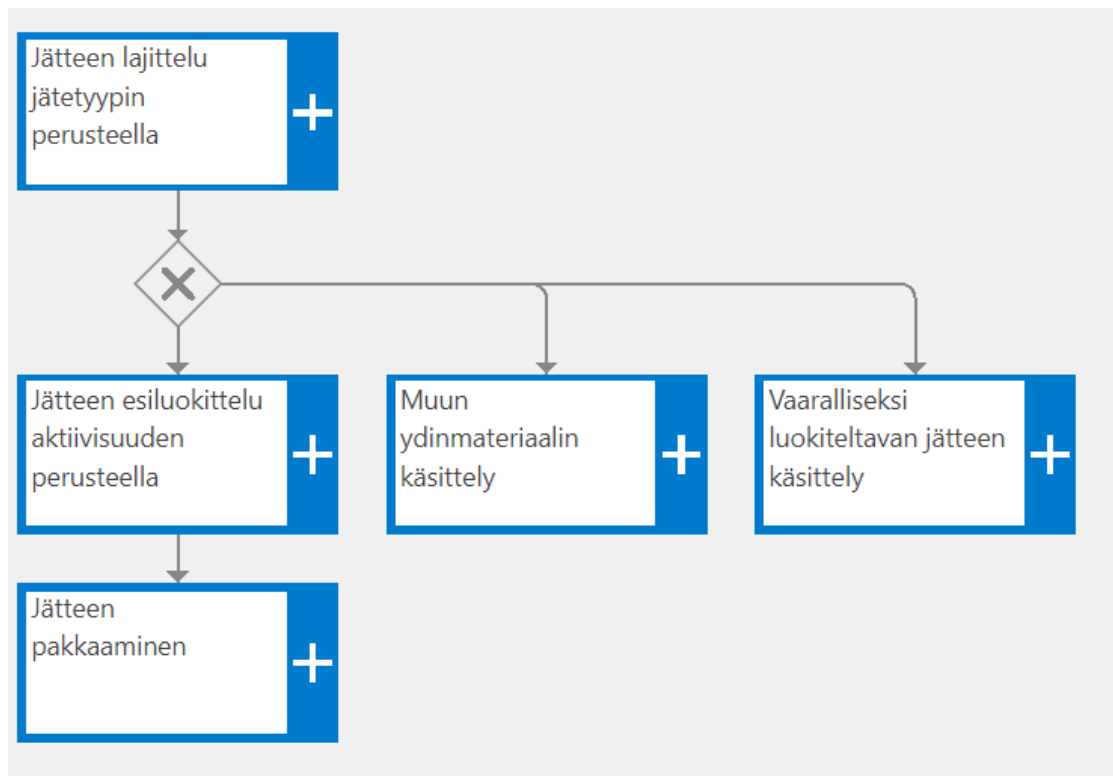 Jätteen lajittelu
jätetyypin
perusteella
Jätteen esiluokittelu
aktiivisuuden
perusteella
Muun
ydinmateriaalin
käsittely
Vaaralliseksi
luokiteltavan jätteen
käsittely
Jätteen
pakkaaminen